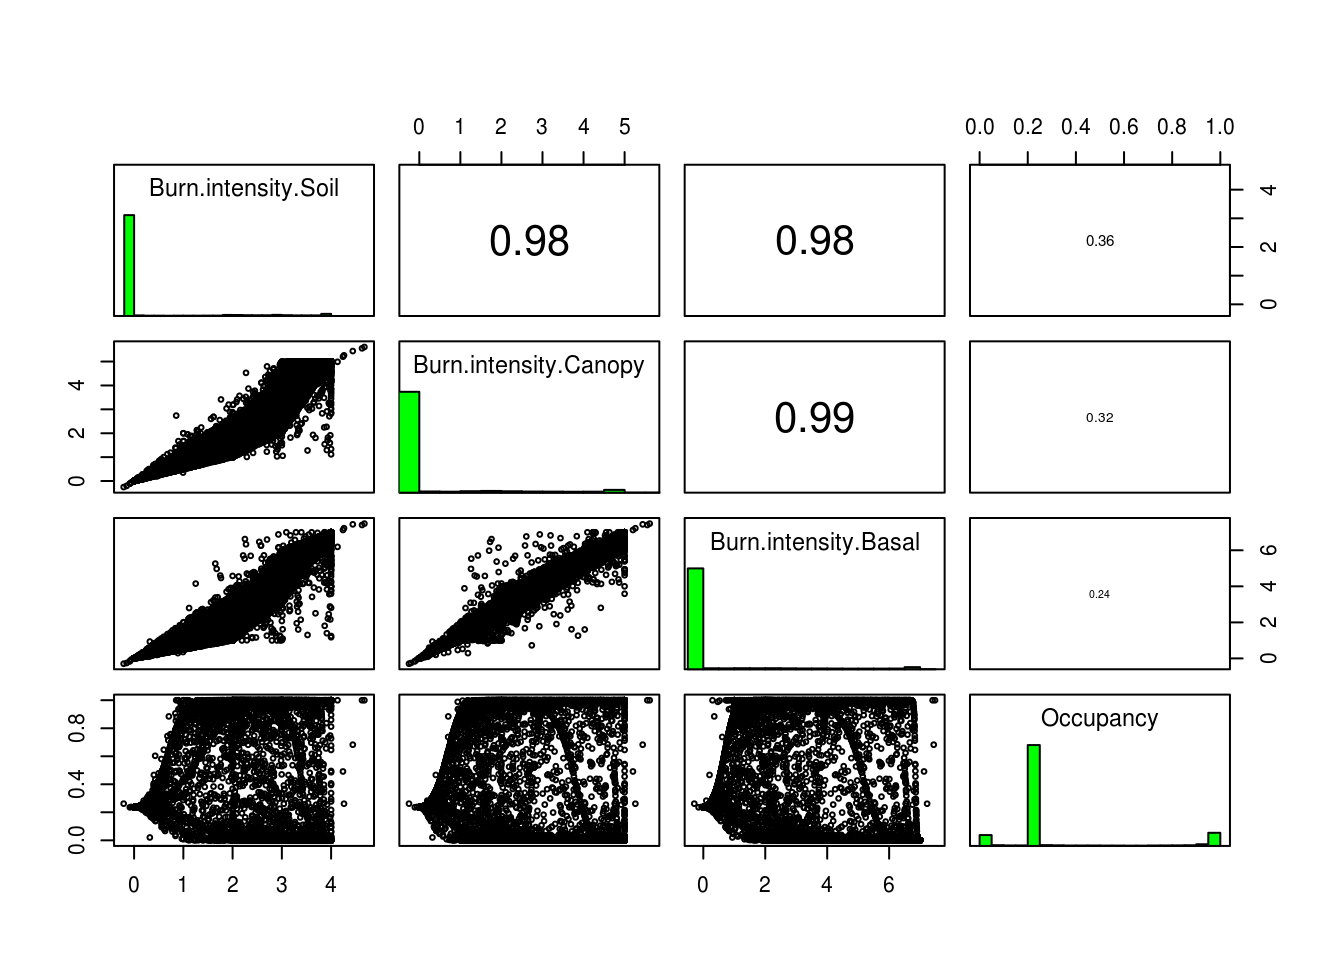 0 1 2 3 4 5
0.0 0.2 0.4 0.6 0.8 1.0
Burn.intensity.Soil
0.98
0.98
0.36
4
2
0
4
2
0
Burn.intensity.Canopy
0.99
0.32
Burn.intensity.Basal
0.24
6
4
2
0
0.8
0.4
0.0
Occupancy
0 1 2 3 4
0 2 4 6